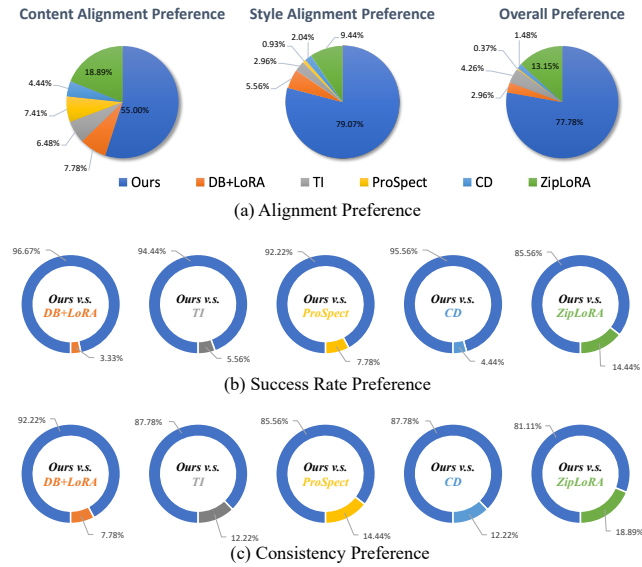 Content Alignment Preference
Style Alignment Preference
Overall Preference
18.89%
4.44%
7.41%
6.48%
7.78%
55.00%
2.04%
9.44%
0.93%
2.96%
5.56%
79.07%
1.48%
0.37%
13.15%
4.26%
2.96%
77.78%
Ours DB+LoRA TI ProSpect CD ZipLoRA
(a) Alignment Preference
96.67% 94.44% 92.22% 95.56% 85.56%
Ours v.s. Ours v.s. Ours v.s. Ours v.s. Ours v.s.
DB+LoRA TI ProSpect CD ZipLoRA
3.33% 5.56% 7.78% 4.44% 14.44%
(b) Success Rate Preference
92.22% 87.78% 85.56% 87.78% 81.11%
Ours v.s. Ours v.s. Ours v.s. Ours v.s. Ours v.s.
DB+LoRA TI ProSpect CD ZipLoRA
7.78% 12.22% 14.44% 12.22% 18.89%
(c) Consistency Preference